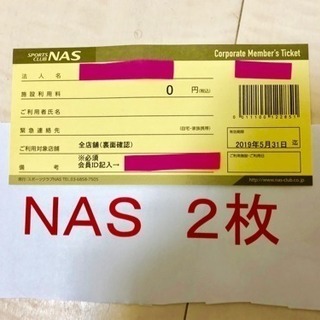 SPORTS CLUB NAS
Corporate Member's Ticket
法人名
施設利用料 0 円(税込)
ご利用者氏名
緊急連絡先 (自宅・家族携帯)
ご利用対象店舗 全店舗(裏面確認)
備考 ※必須
会員ID記入→
有効期限
2019年5月31日 迄
NAS 2枚